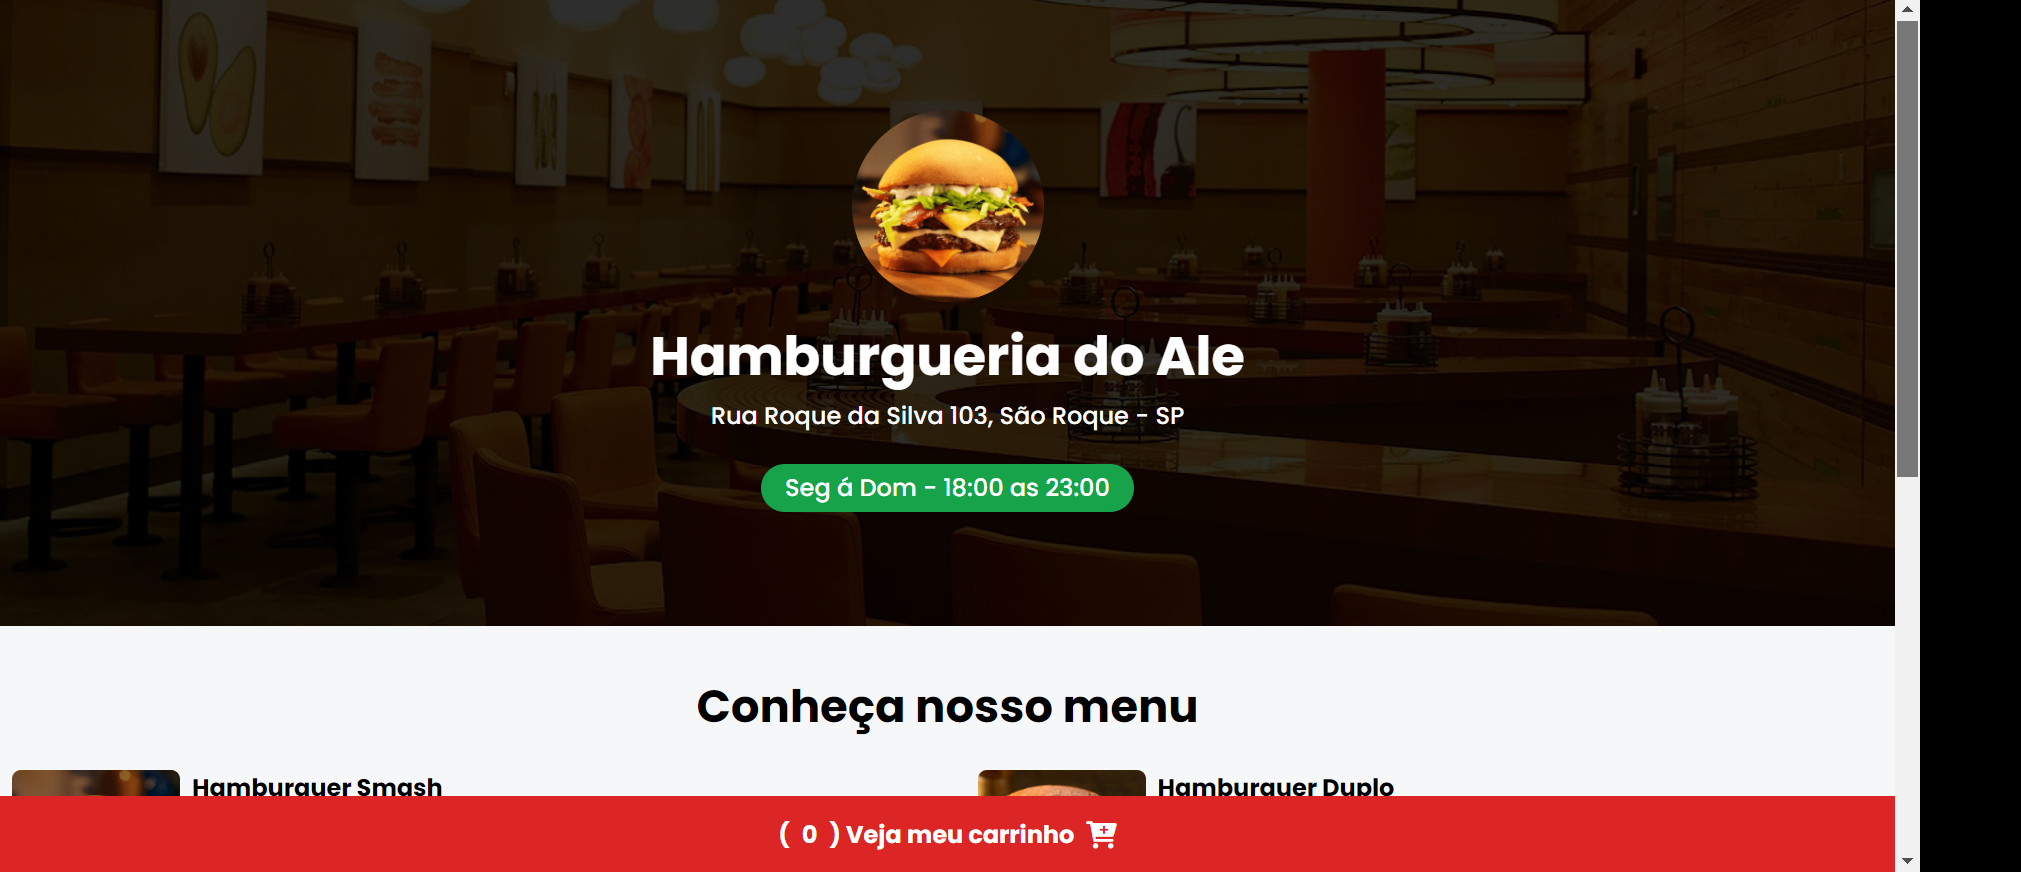 Hamburgueria do Ale
Rua Roque da Silva 103, São Roque - SP
Seg á Dom - 18:00 as 23:00
Conheça nosso menu
Hamburguer Smash
Hamburguer Duplo
( 0 ) Veja meu carrinho